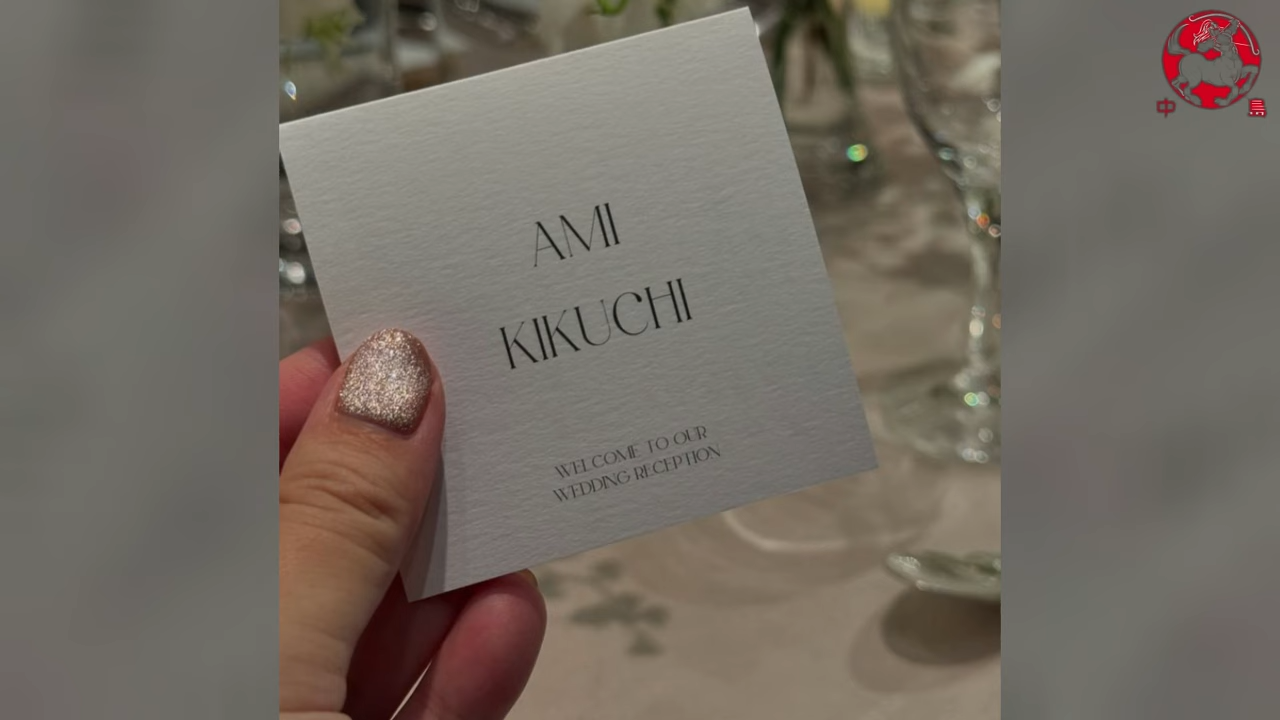 AMI
KIKUCHI
WELCOME TO OUR
WEDDING RECEPTION
中 馬